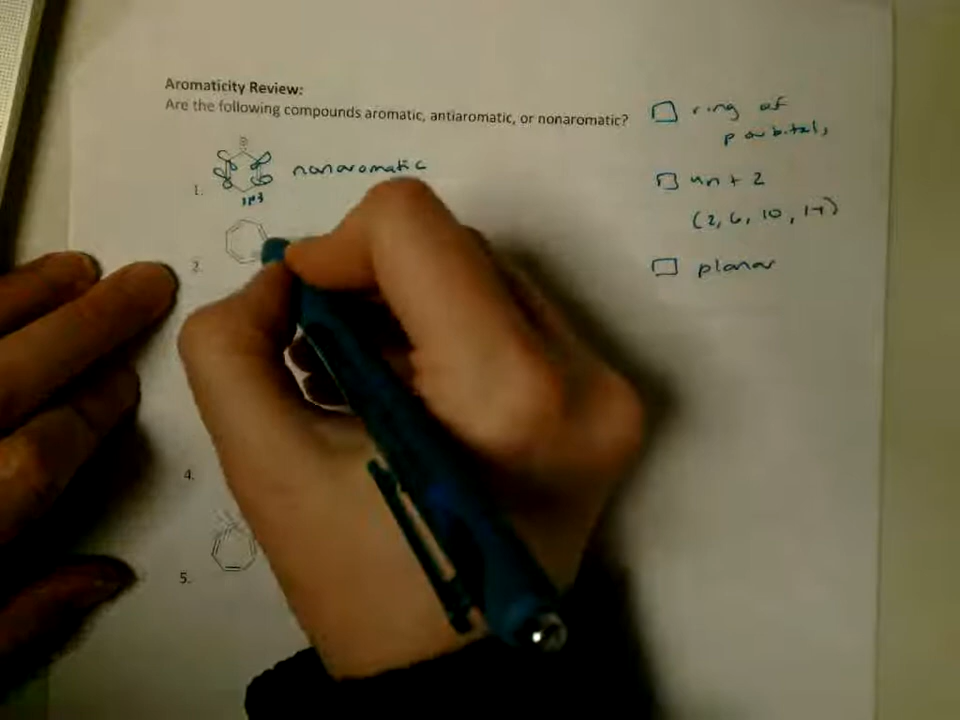 Aromaticity Review:
Are the following compounds aromatic, antiaromatic, or nonaromatic?
ring of
p orbitals
1. nonaromatic
sp3
4n + 2
(2, 6, 10, 14)
2.
planar
4.
5.